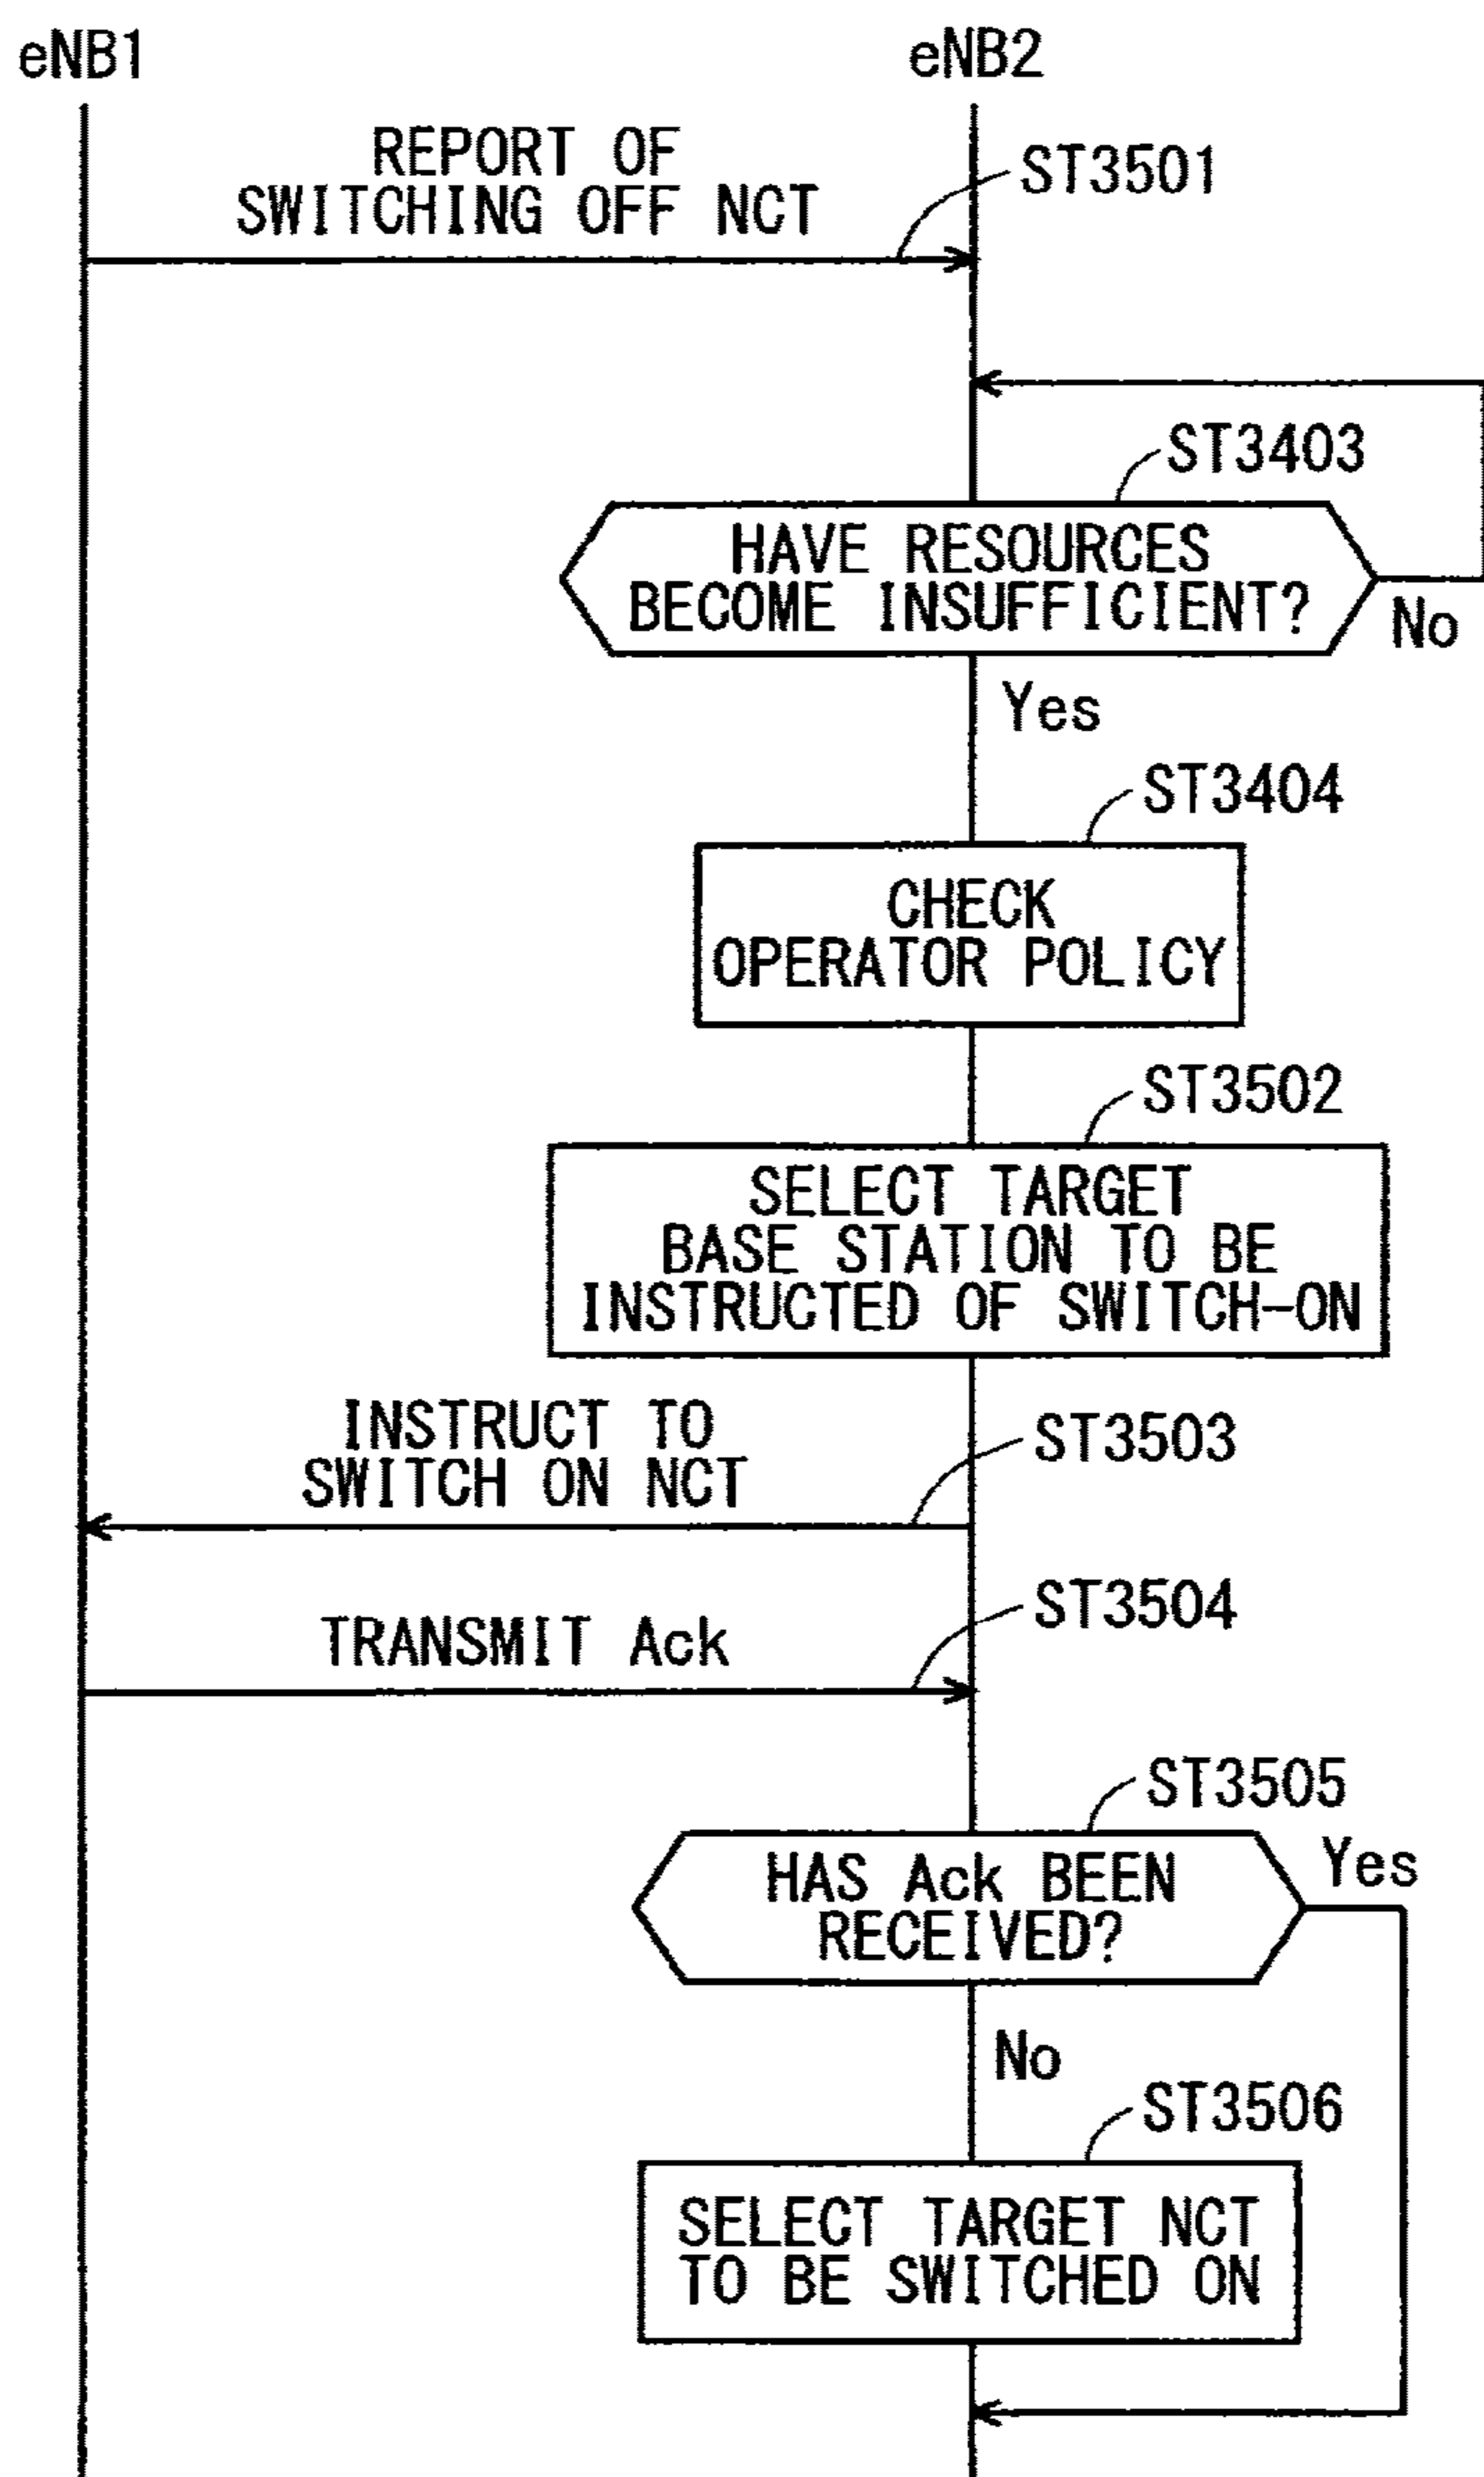 eNB1
eNB2
REPORT OF
SWITCHING OFF NCT
ST3501
ST3403
HAVE RESOURCES
BECOME INSUFFICIENT?
No
Yes
ST3404
CHECK
OPERATOR POLICY
ST3502
SELECT TARGET
BASE STATION TO BE
INSTRUCTED OF SWITCH-ON
INSTRUCT TO
SWITCH ON NCT
ST3503
ST3504
TRANSMIT Ack
ST3505
HAS Ack BEEN
RECEIVED?
Yes
No
ST3506
SELECT TARGET NCT
TO BE SWITCHED ON